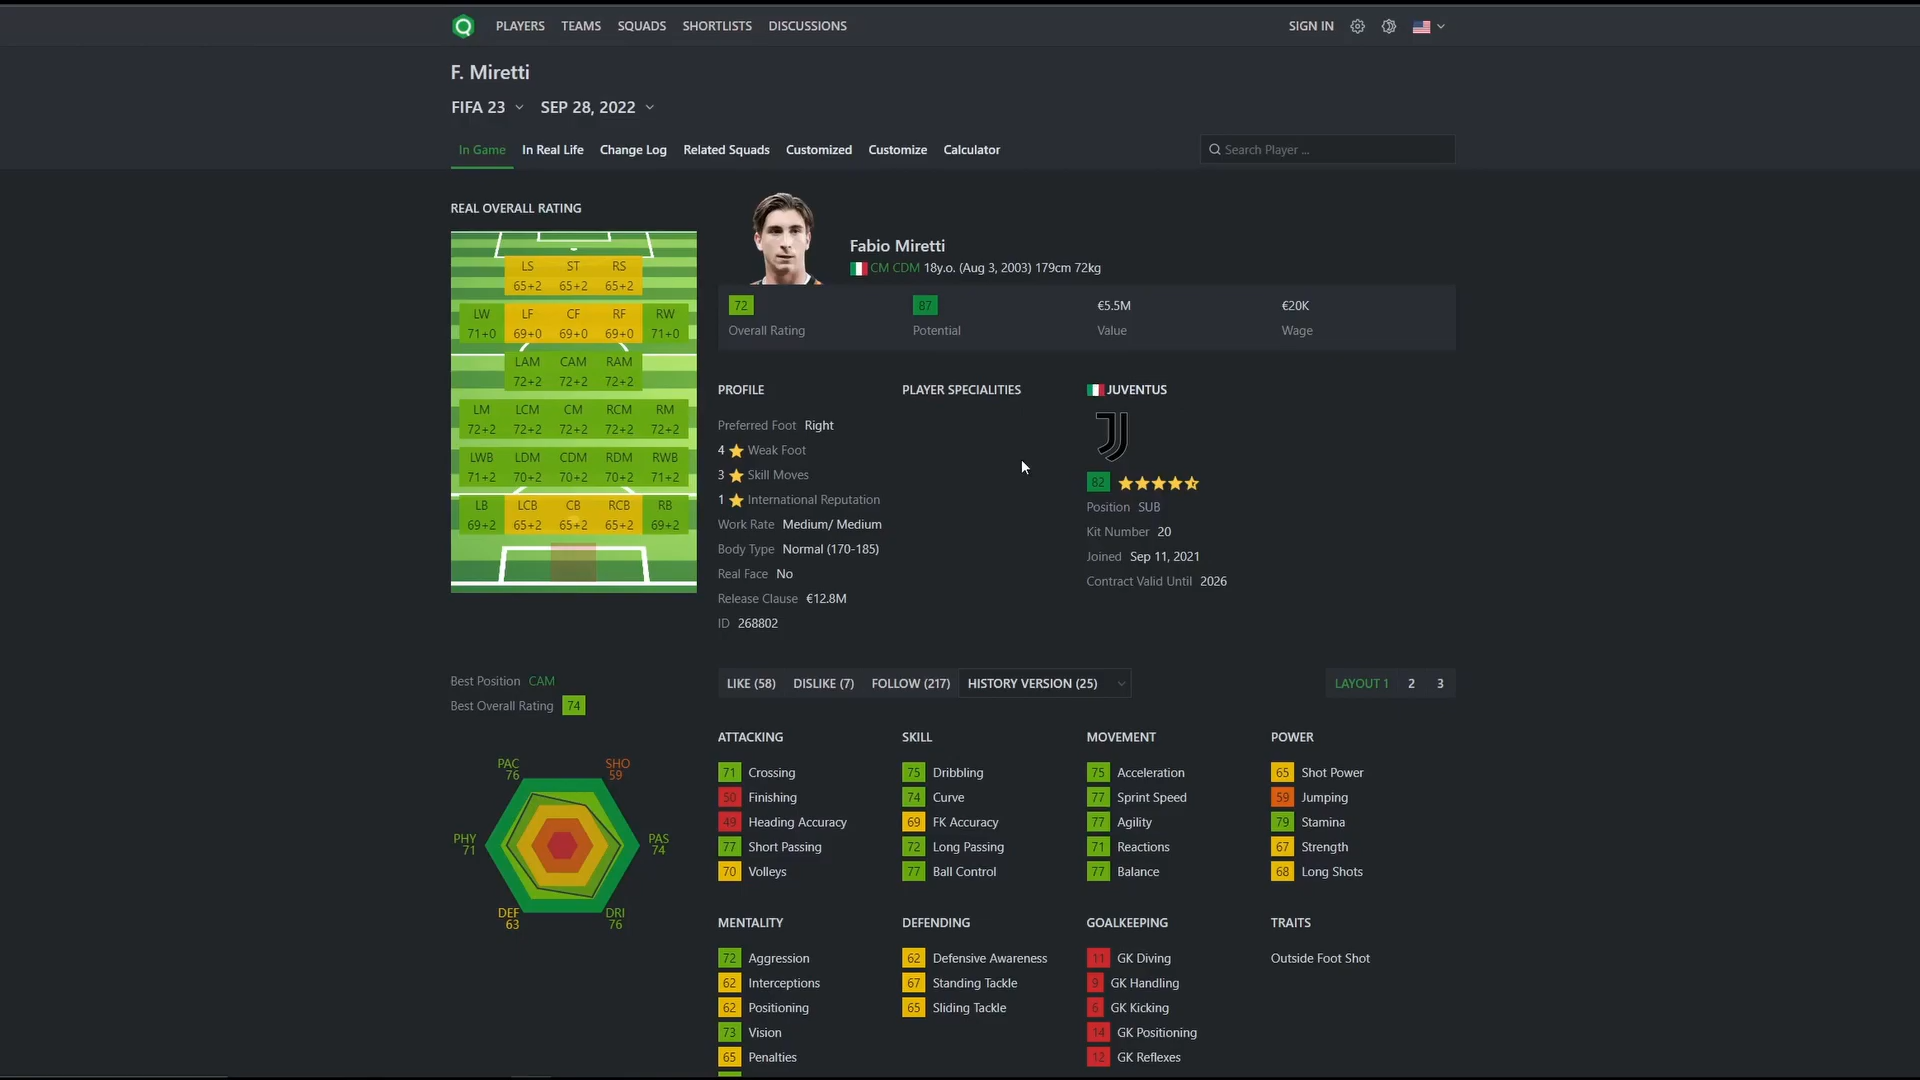 PLAYERS TEAMS SQUADS SHORTLISTS DISCUSSIONS SIGN IN
F. Miretti
FIFA 23 SEP 28, 2022
In Game In Real Life Change Log Related Squads Customized Customize Calculator Search Player ...
REAL OVERALL RATING
LS ST RS
65+2 65+2 65+2
LW LF CF RF RW
71+0 69+0 69+0 69+0 71+0
LAM CAM RAM
72+2 72+2 72+2
LM LCM CM RCM RM
72+2 72+2 72+2 72+2 72+2
LWB LDM CDM RDM RWB
71+2 70+2 70+2 70+2 71+2
LB LCB CB RCB RB
69+2 65+2 65+2 65+2 69+2
Best Position CAM
Best Overall Rating 74
PAC 76
SHO 59
PHY 71
PAS 74
DEF 63
DRI 76
Fabio Miretti
CM CDM 18y.o. (Aug 3, 2003) 179cm 72kg
72 87 €5.5M €20K
Overall Rating Potential Value Wage
PROFILE
Preferred Foot Right
4 Weak Foot
3 Skill Moves
1 International Reputation
Work Rate Medium/ Medium
Body Type Normal (170-185)
Real Face No
Release Clause €12.8M
ID 268802
PLAYER SPECIALITIES
JUVENTUS
82
Position SUB
Kit Number 20
Joined Sep 11, 2021
Contract Valid Until 2026
LIKE (58) DISLIKE (7) FOLLOW (217) HISTORY VERSION (25) LAYOUT 1 2 3
ATTACKING
71 Crossing
50 Finishing
49 Heading Accuracy
77 Short Passing
70 Volleys
SKILL
75 Dribbling
74 Curve
69 FK Accuracy
72 Long Passing
77 Ball Control
MOVEMENT
75 Acceleration
77 Sprint Speed
77 Agility
71 Reactions
77 Balance
POWER
65 Shot Power
59 Jumping
79 Stamina
67 Strength
68 Long Shots
MENTALITY
72 Aggression
62 Interceptions
62 Positioning
73 Vision
65 Penalties
DEFENDING
62 Defensive Awareness
67 Standing Tackle
65 Sliding Tackle
GOALKEEPING
11 GK Diving
9 GK Handling
6 GK Kicking
14 GK Positioning
12 GK Reflexes
TRAITS
Outside Foot Shot